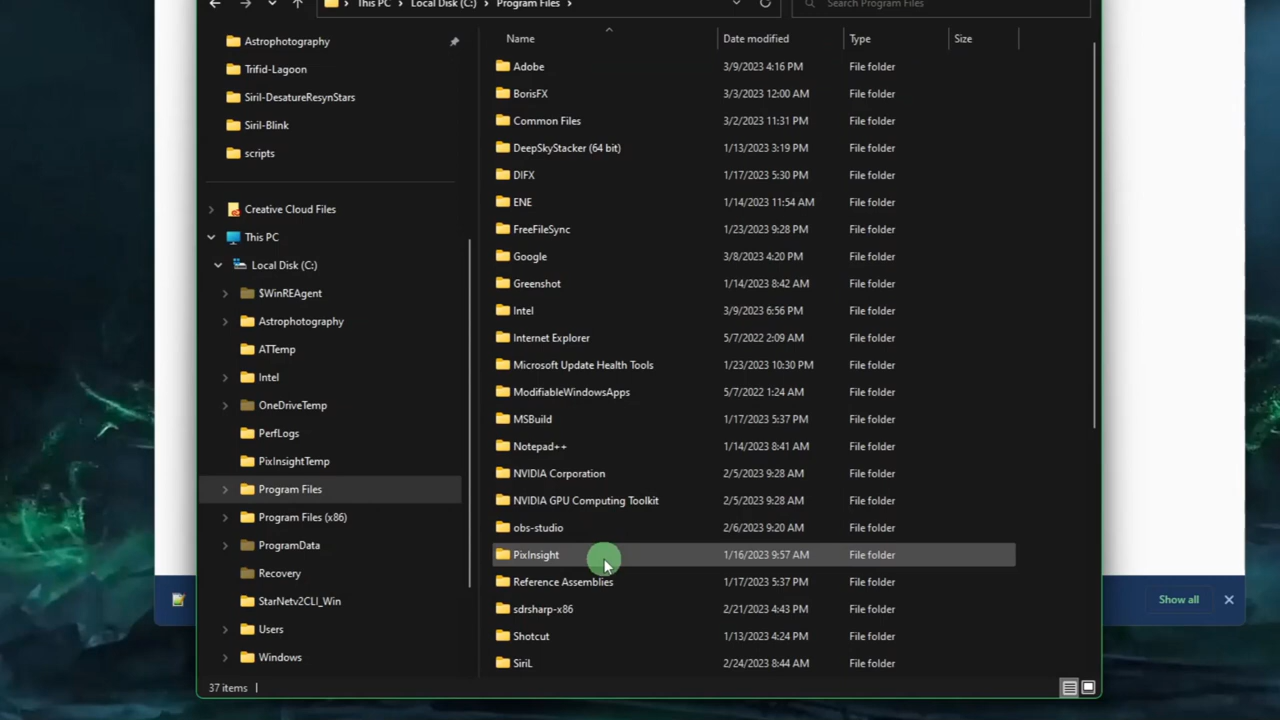 This PC > Local Disk (C:) > Program Files >
Search Program Files
Astrophotography
Trifid-Lagoon
Siril-DesatureResynStars
Siril-Blink
scripts
Creative Cloud Files
This PC
Local Disk (C:)
$WinREAgent
Astrophotography
ATTemp
Intel
OneDriveTemp
PerfLogs
PixInsightTemp
Program Files
Program Files (x86)
ProgramData
Recovery
StarNetv2CLI_Win
Users
Windows
Name Date modified Type Size
Adobe 3/9/2023 4:16 PM File folder
BorisFX 3/3/2023 12:00 AM File folder
Common Files 3/2/2023 11:31 PM File folder
DeepSkyStacker (64 bit) 1/13/2023 3:19 PM File folder
DIFX 1/17/2023 5:30 PM File folder
ENE 1/14/2023 11:54 AM File folder
FreeFileSync 1/23/2023 9:28 PM File folder
Google 3/8/2023 4:20 PM File folder
Greenshot 1/14/2023 8:42 AM File folder
Intel 3/9/2023 6:56 PM File folder
Internet Explorer 5/7/2022 2:09 AM File folder
Microsoft Update Health Tools 1/23/2023 10:30 PM File folder
ModifiableWindowsApps 5/7/2022 1:24 AM File folder
MSBuild 1/17/2023 5:37 PM File folder
Notepad++ 1/14/2023 8:41 AM File folder
NVIDIA Corporation 2/5/2023 9:28 AM File folder
NVIDIA GPU Computing Toolkit 2/5/2023 9:28 AM File folder
obs-studio 2/6/2023 9:20 AM File folder
PixInsight 1/16/2023 9:57 AM File folder
Reference Assemblies 1/17/2023 5:37 PM File folder
sdrsharp-x86 2/21/2023 4:43 PM File folder
Shotcut 1/13/2023 4:24 PM File folder
SiriL 2/24/2023 8:44 AM File folder
37 items
Show all